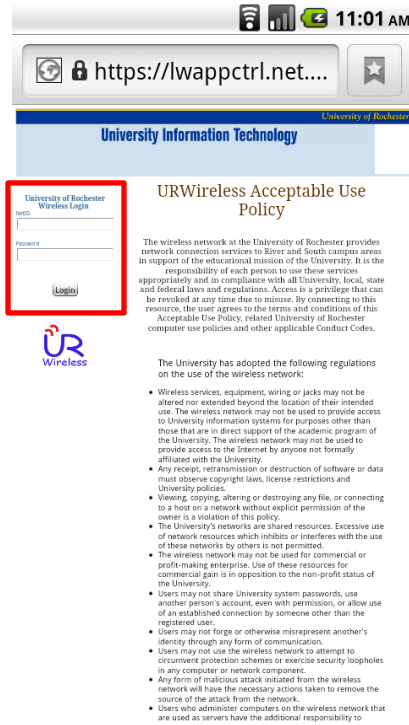 11:01 AM
https://lwappctrl.net....
University of Rochester
University Information Technology
University of Rochester
Wireless Login
NetID
Password
Login
UR
Wireless
URWireless Acceptable Use
Policy
The wireless network at the University of Rochester provides
network connection services to River and South campus areas
in support of the educational mission of the University. It is the
responsibility of each person to use these services
appropriately and in compliance with all University, local, state
and federal laws and regulations. Access is a privilege that can
be revoked at any time due to misuse. By connecting to this
resource, the user agrees to the terms and conditions of this
Acceptable Use Policy, related University of Rochester
computer use policies and other applicable Conduct Codes.
The University has adopted the following regulations
on the use of the wireless network:
• Wireless services, equipment, wiring or jacks may not be
altered nor extended beyond the location of their intended
use. The wireless network may not be used to provide access
to University information systems for purposes other than
those that are in direct support of the academic program of
the University. The wireless network may not be used to
provide access to the Internet by anyone not formally
affiliated with the University.
• Any receipt, retransmission or destruction of software or data
must observe copyright laws, license restrictions and
University policies.
• Viewing, copying, altering or destroying any file, or connecting
to a host on a network without explicit permission of the
owner is a violation of this policy.
• The University's networks are shared resources. Excessive use
of network resources which inhibits or interferes with the use
of these networks by others is not permitted.
• The wireless network may not be used for commercial or
profit-making enterprise. Use of these resources for
commercial gain is in opposition to the non-profit status of
the University.
• Users may not share University system passwords, use
another person's account, even with permission, or allow use
of an established connection by someone other than the
registered user.
• Users may not forge or otherwise misrepresent another's
identity through any form of communication.
• Users may not use the wireless network to attempt to
circumvent protection schemes or exercise security loopholes
in any computer or network component.
• Any form of malicious attack initiated from the wireless
network will have the necessary actions taken to remove the
source of the attack from the network.
• Users who administer computers on the wireless network that
are used as servers have the additional responsibility to